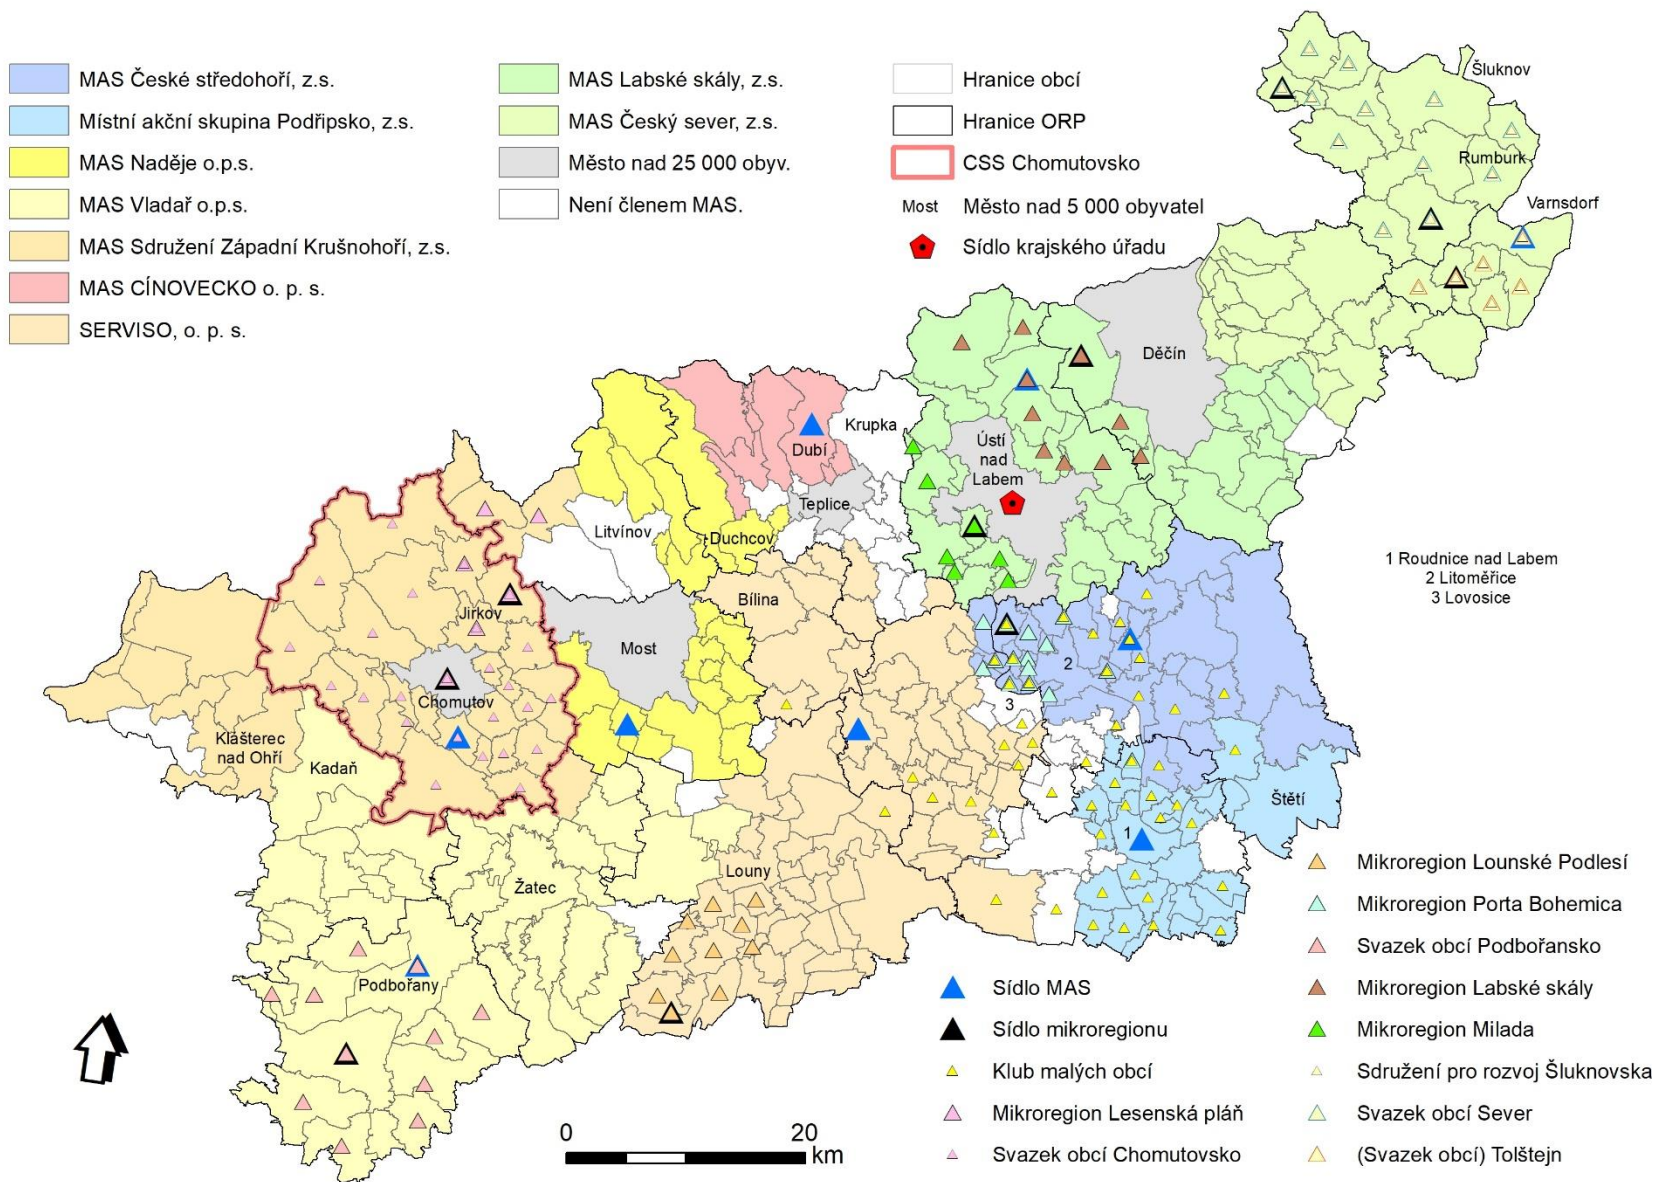 MAS České středohoří, z.s.
Místní akční skupina Podřipsko, z.s.
MAS Naděje o.p.s.
MAS Vladař o.p.s.
MAS Sdružení Západní Krušnohoří, z.s.
MAS CÍNOVECKO o. p. s.
SERVISO, o. p. s.
MAS Labské skály, z.s.
MAS Český sever, z.s.
Město nad 25 000 obyv.
Není členem MAS.
Hranice obcí
Hranice ORP
CSS Chomutovsko
Most Město nad 5 000 obyvatel
Sídlo krajského úřadu
Šluknov
Rumburk
Varnsdorf
Děčín
Krupka
Dubí
Ústí
nad
Labem
Teplice
Litvínov
Duchcov
Bílina
Jirkov
Most
Chomutov
Klášterec
nad Ohří
Kadaň
Louny
Žatec
Podbořany
Štětí
1
2
3
1 Roudnice nad Labem
2 Litoměřice
3 Lovosice
0 20
km
Sídlo MAS
Sídlo mikroregionu
Klub malých obcí
Mikroregion Lesenská pláň
Svazek obcí Chomutovsko
Mikroregion Lounské Podlesí
Mikroregion Porta Bohemica
Svazek obcí Podbořansko
Mikroregion Labské skály
Mikroregion Milada
Sdružení pro rozvoj Šluknovska
Svazek obcí Sever
(Svazek obcí) Tolštejn